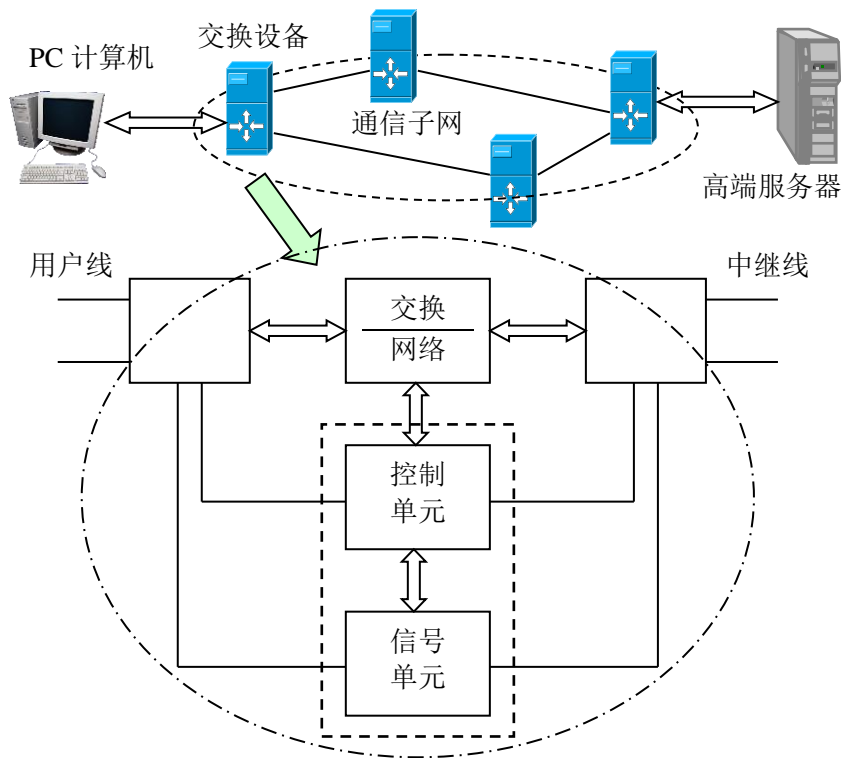 交换设备
PC 计算机
通信子网
高端服务器
用户线
中继线
交换
网络
控制
单元
信号
单元